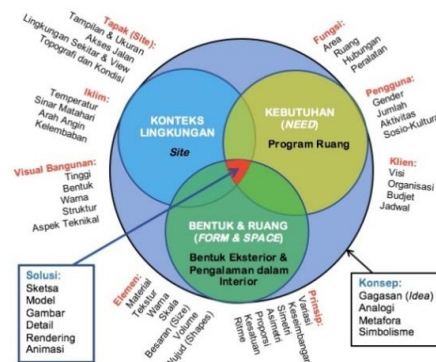 Tapak (Site):
Tampilan & Ukuran
Akses Jalan
Lingkungan Sekitar & View
Topografi dan Kondisi
Iklim:
Temperatur
Sinar Matahari
Arah Angin
Kelembaban
Visual Bangunan:
Tinggi
Bentuk
Warna
Struktur
Aspek Teknikal
KONTEKS
LINGKUNGAN
Site
KEBUTUHAN
(NEED)
Program Ruang
BENTUK & RUANG
(FORM & SPACE)
Bentuk Eksterior &
Pengalaman dalam
Interior
Fungsi:
Area
Ruang
Hubungan
Peralatan
Pengguna:
Gender
Jumlah
Aktivitas
Sosio-Kultur
Klien:
Visi
Organisasi
Budjet
Jadwal
Solusi:
Sketsa
Model
Gambar
Detail
Rendering
Animasi
Elemen:
Material
Tekstur
Warna
Skala
Besaran (Size)
Volume
Wujud (Shapes)
Prinsip:
Variasi
Keseimbangan
Simetri
Asimetri
Proporsi
Kesatuan
Ritme
Konsep:
Gagasan (Idea)
Analogi
Metafora
Simbolisme